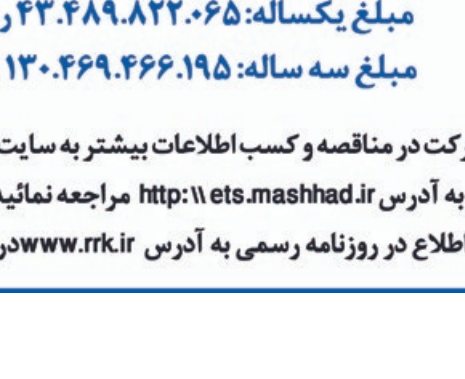 مبلغ یکساله: ۴۳.۴۸۹.۸۲۲.۰۶۵ ر
مبلغ سه ساله: ۱۳۰.۴۶۹.۴۶۶.۱۹۵
رکت در مناقصه و کسب اطلاعات بیشتر به سایت
به آدرس http:\\ets.mashhad.ir مراجعه نمائید
اطلاع در روزنامه رسمی به آدرس www.rrk.ir در